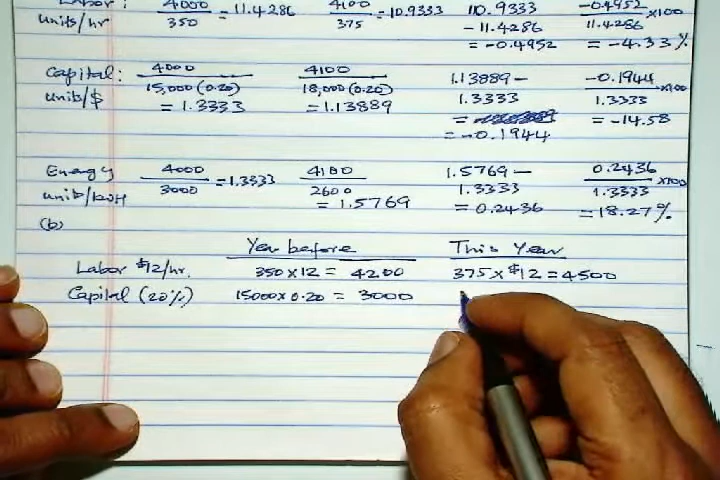 Labor: 4000/350 = 11.4286 4100/375 = 10.9333 10.9333 -0.4952/11.4286 x100
units/hr - 11.4286
= -0.4952 = -4.33%
Capital: 4000/15,000(0.20) 4100/18,000(0.20) 1.13889 - -0.1944/1.3333 x100
unit/$ = 1.3333 = 1.13889 1.3333
= = -14.58
= -0.1944
Energy 4000/3000 = 1.3333 4100/2600 1.5769 - 0.2436/1.3333 x100
unit/kWH = 1.5769 1.3333
= 0.2436 = 18.27%
(b)
Year before This Year
Labor $12/hr. 350 x 12 = 4200 375 x $12 = 4500
Capital (20%) 15000 x 0.20 = 3000